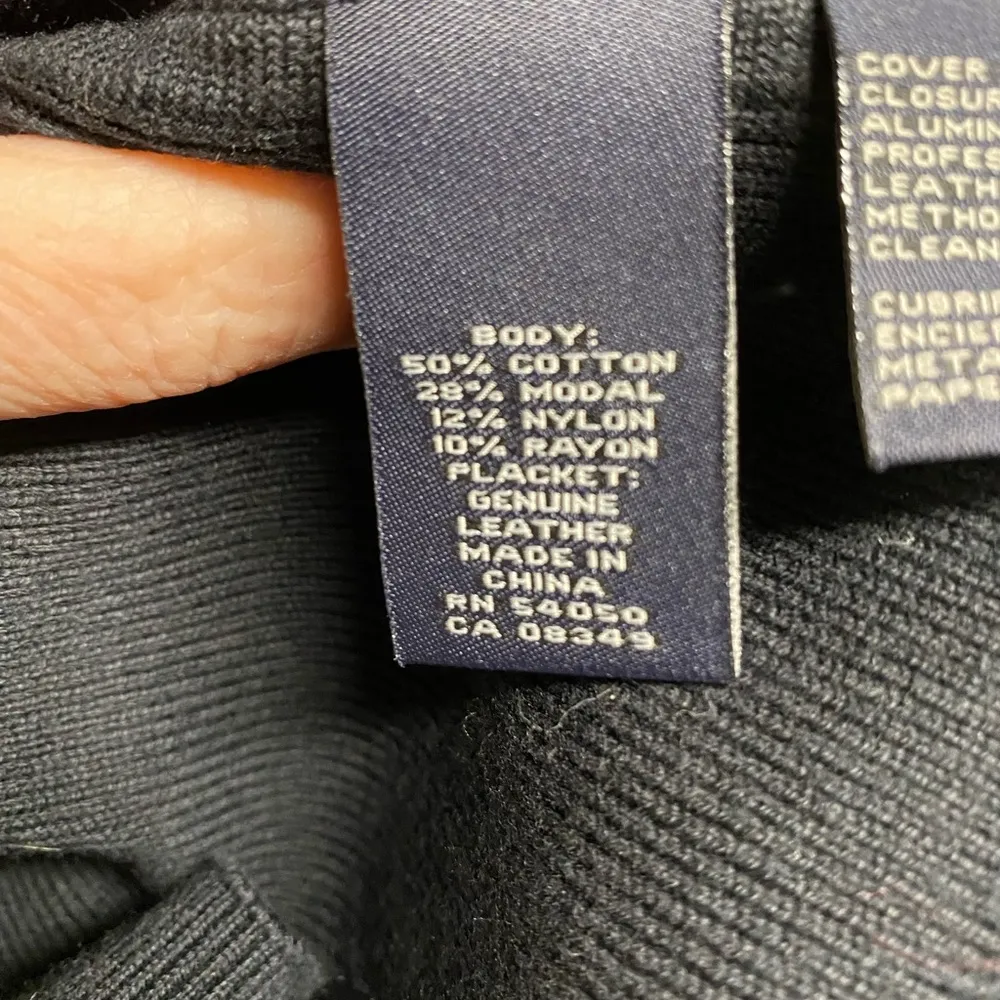 BODY:
50% COTTON
28% MODAL
12% NYLON
10% RAYON
PLACKET:
GENUINE
LEATHER
MADE IN
CHINA
RN 54050
CA 08349
COVER
CLOSUR
ALUMIN
PROFES
LEATH
METHO
CLEAN
CUBRI
ENCIE
META
PAPE